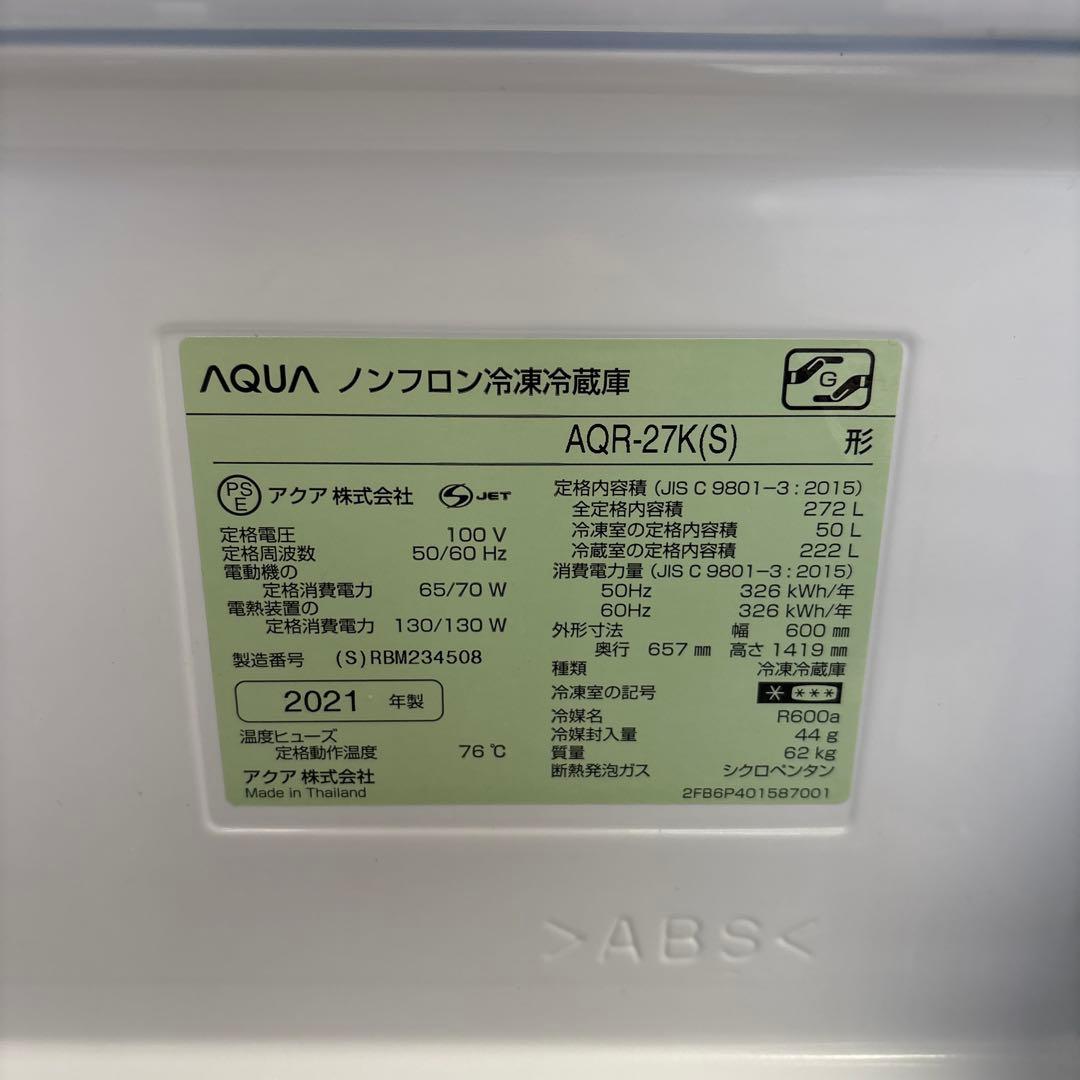 AQUA ノンフロン冷凍冷蔵庫
G
AQR-27K(S) 形
PSE アクア 株式会社 S JET
定格電圧 100 V
定格周波数 50/60 Hz
電動機の
定格消費電力 65/70 W
電熱装置の
定格消費電力 130/130 W
製造番号 (S)RBM234508
2021 年製
温度ヒューズ
定格動作温度 76 ℃
アクア 株式会社
Made in Thailand
定格内容積 (JIS C 9801-3:2015)
全定格内容積 272 L
冷凍室の定格内容積 50 L
冷蔵室の定格内容積 222 L
消費電力量 (JIS C 9801-3:2015)
50Hz 326 kWh/年
60Hz 326 kWh/年
外形寸法 幅 600 ㎜
奥行 657 ㎜ 高さ 1419 ㎜
種類 冷凍冷蔵庫
冷凍室の記号 * ***
冷媒名 R600a
冷媒封入量 44 g
質量 62 kg
断熱発泡ガス シクロペンタン
2FB6P401587001
>ABS<